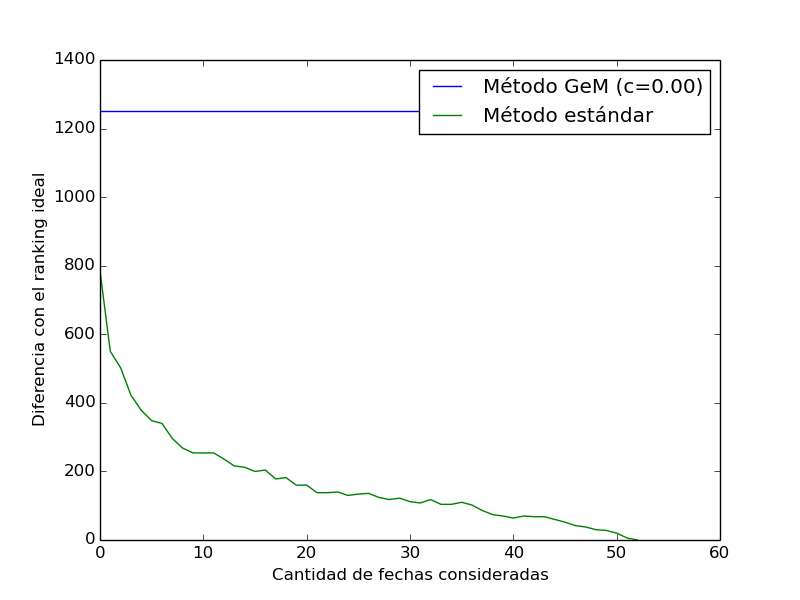 1400
1200
1000
800
600
400
200
0
Diferencia con el ranking ideal
Método GeM (c=0.00)
Método estándar
0 10 20 30 40 50 60
Cantidad de fechas consideradas